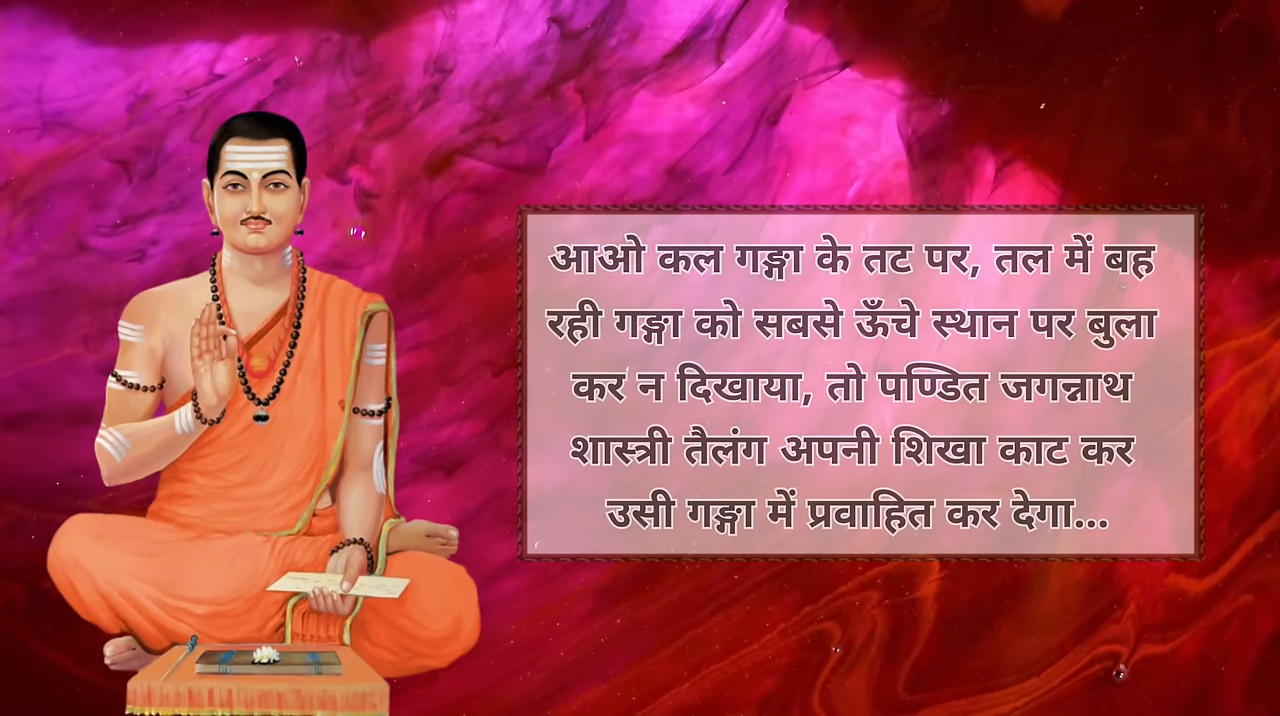 आओ कल गङ्गा के तट पर, तल में बह
रही गङ्गा को सबसे ऊँचे स्थान पर बुला
कर न दिखाया, तो पण्डित जगन्नाथ
शास्त्री तैलंग अपनी शिखा काट कर
उसी गङ्गा में प्रवाहित कर देगा...